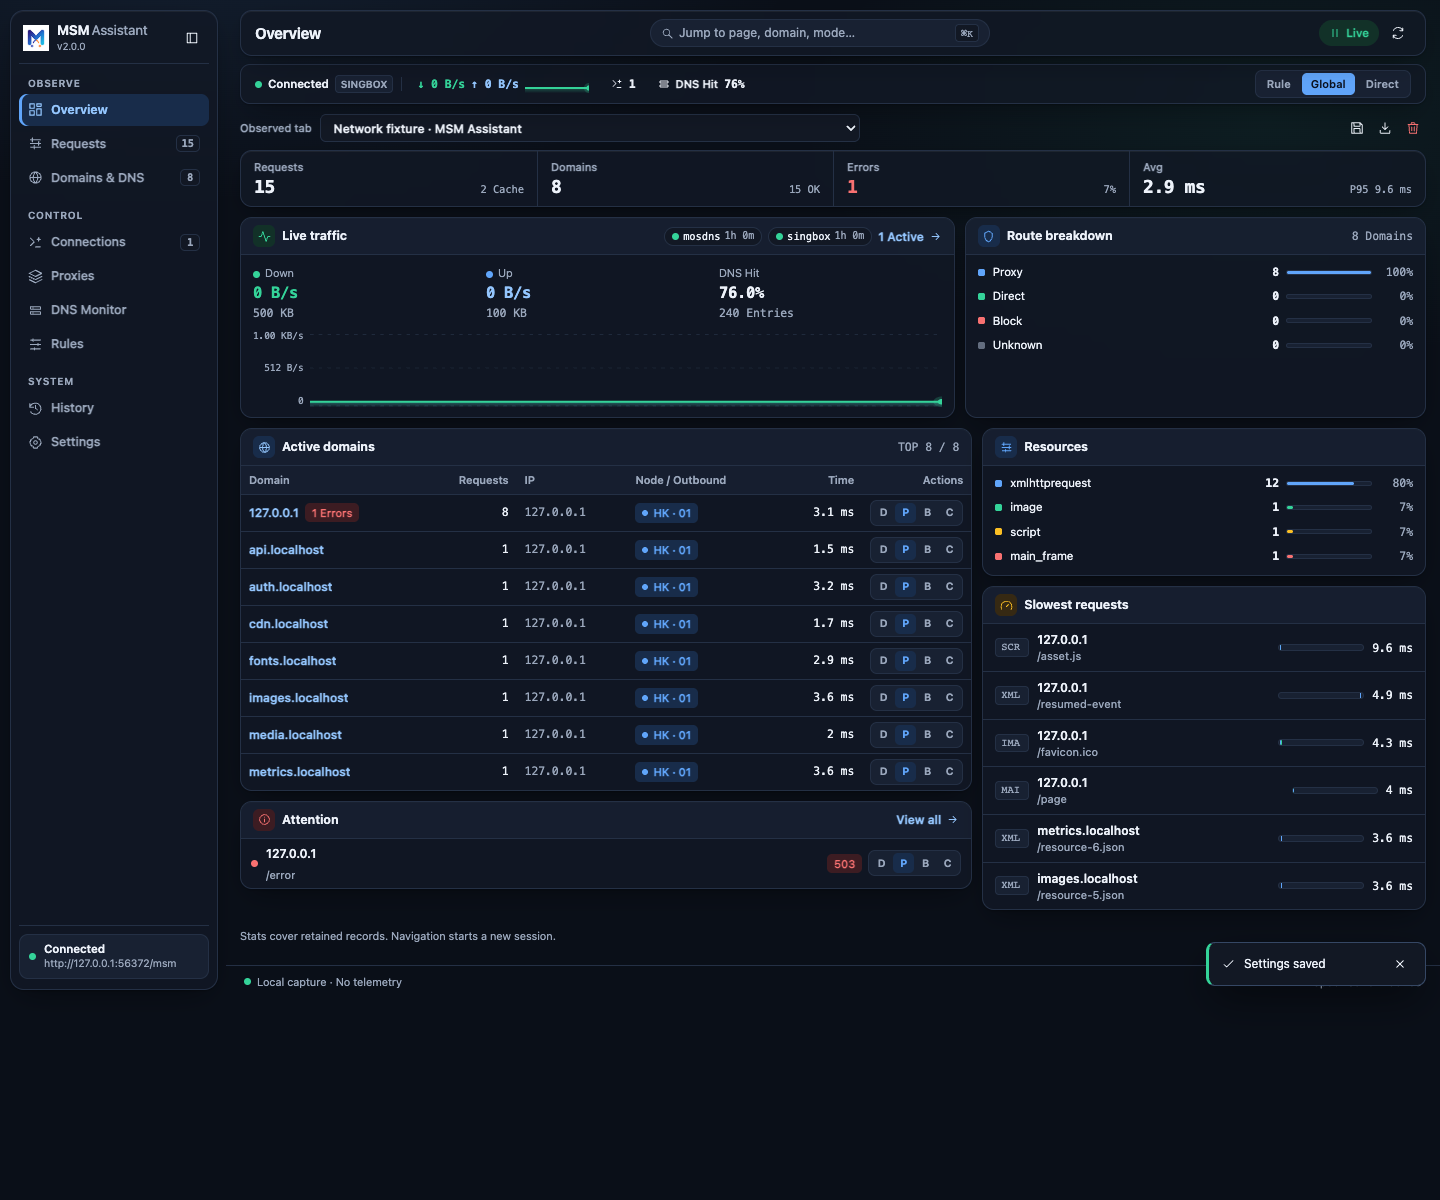 MSM Assistant
v2.0.0
OBSERVE
Overview
Requests 15
Domains & DNS 8
CONTROL
Connections 1
Proxies
DNS Monitor
Rules
SYSTEM
History
Settings
Connected
http://127.0.0.1:56372/msm
Overview
Jump to page, domain, mode... ⌘K
Live
Connected SINGBOX ↓ 0 B/s ↑ 0 B/s 1 DNS Hit 76%
Rule Global Direct
Observed tab Network fixture · MSM Assistant
Requests
15 2 Cache
Domains
8 15 OK
Errors
1 7%
Avg
2.9 ms P95 9.6 ms
Live traffic mosdns 1h 0m singbox 1h 0m 1 Active →
Down Up DNS Hit
0 B/s 0 B/s 76.0%
500 KB 100 KB 240 Entries
1.00 KB/s
512 B/s
0
Route breakdown 8 Domains
Proxy 8 100%
Direct 0 0%
Block 0 0%
Unknown 0 0%
Active domains TOP 8 / 8
Domain Requests IP Node / Outbound Time Actions
127.0.0.1 1 Errors 8 127.0.0.1 HK · 01 3.1 ms D P B C
api.localhost 1 127.0.0.1 HK · 01 1.5 ms D P B C
auth.localhost 1 127.0.0.1 HK · 01 3.2 ms D P B C
cdn.localhost 1 127.0.0.1 HK · 01 1.7 ms D P B C
fonts.localhost 1 127.0.0.1 HK · 01 2.9 ms D P B C
images.localhost 1 127.0.0.1 HK · 01 3.6 ms D P B C
media.localhost 1 127.0.0.1 HK · 01 2 ms D P B C
metrics.localhost 1 127.0.0.1 HK · 01 3.6 ms D P B C
Attention View all →
127.0.0.1
/error
503 D P B C
Resources
xmlhttprequest 12 80%
image 1 7%
script 1 7%
main_frame 1 7%
Slowest requests
SCR 127.0.0.1 9.6 ms
/asset.js
XML 127.0.0.1 4.9 ms
/resumed-event
IMA 127.0.0.1 4.3 ms
/favicon.ico
MAI 127.0.0.1 4 ms
/page
XML metrics.localhost 3.6 ms
/resource-6.json
XML images.localhost 3.6 ms
/resource-5.json
Stats cover retained records. Navigation starts a new session.
Settings saved
Local capture · No telemetry